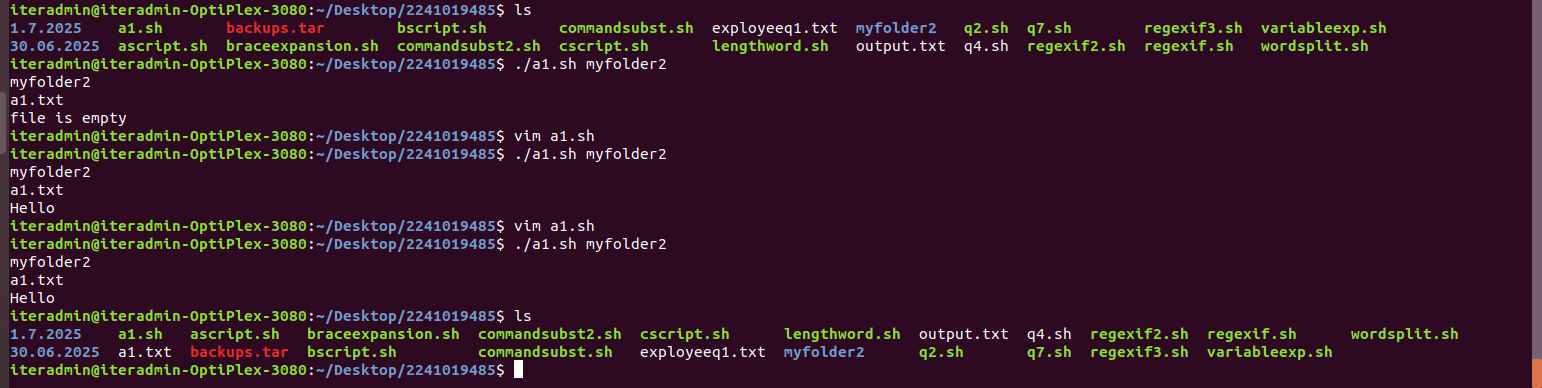 iteradmin@iteradmin-OptiPlex-3080:~/Desktop/2241019485$ ls
1.7.2025 a1.sh backups.tar bscript.sh commandsubst.sh exployeeq1.txt myfolder2 q2.sh q7.sh regexif3.sh variableexp.sh
30.06.2025 ascript.sh braceexpansion.sh commandsubst2.sh cscript.sh lengthword.sh output.txt q4.sh regexif2.sh regexif.sh wordsplit.sh
iteradmin@iteradmin-OptiPlex-3080:~/Desktop/2241019485$ ./a1.sh myfolder2
myfolder2
a1.txt
file is empty
iteradmin@iteradmin-OptiPlex-3080:~/Desktop/2241019485$ vim a1.sh
iteradmin@iteradmin-OptiPlex-3080:~/Desktop/2241019485$ ./a1.sh myfolder2
myfolder2
a1.txt
Hello
iteradmin@iteradmin-OptiPlex-3080:~/Desktop/2241019485$ vim a1.sh
iteradmin@iteradmin-OptiPlex-3080:~/Desktop/2241019485$ ./a1.sh myfolder2
myfolder2
a1.txt
Hello
iteradmin@iteradmin-OptiPlex-3080:~/Desktop/2241019485$ ls
1.7.2025 a1.sh ascript.sh braceexpansion.sh commandsubst2.sh cscript.sh lengthword.sh output.txt q4.sh regexif2.sh regexif.sh wordsplit.sh
30.06.2025 a1.txt backups.tar bscript.sh commandsubst.sh exployeeq1.txt myfolder2 q2.sh q7.sh regexif3.sh variableexp.sh
iteradmin@iteradmin-OptiPlex-3080:~/Desktop/2241019485$